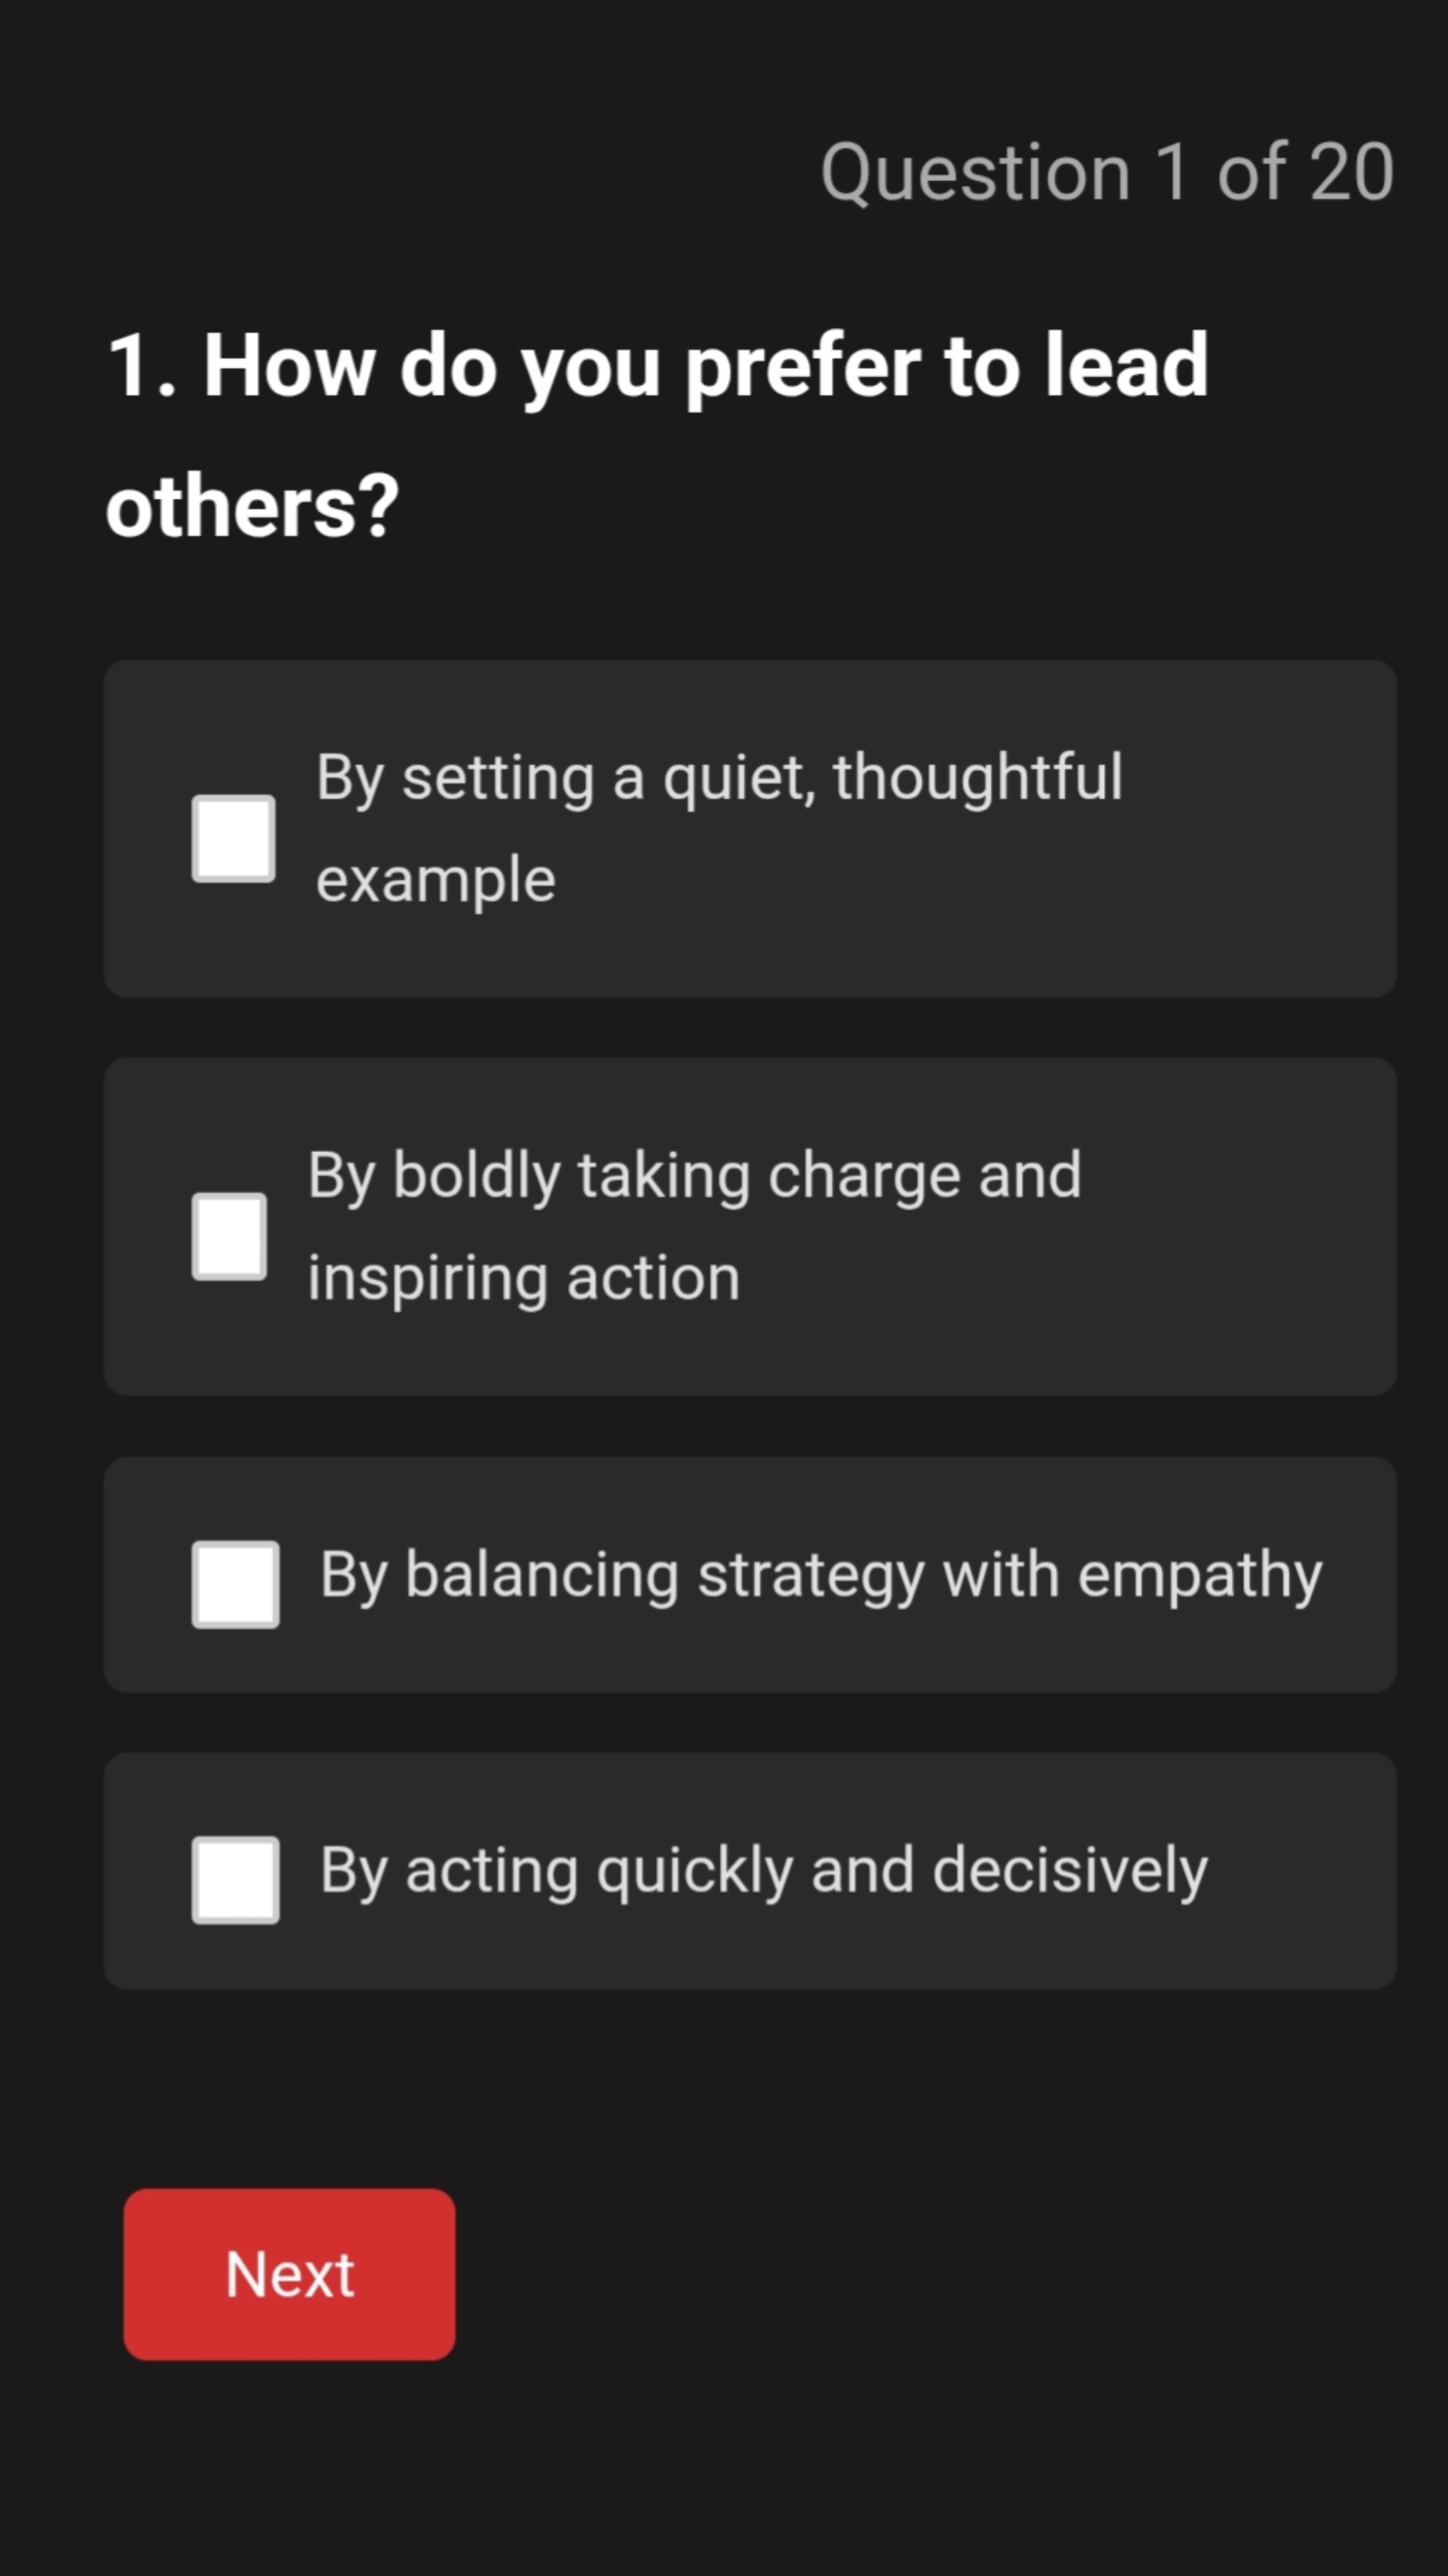 Question 1 of 20
1. How do you prefer to lead
others?
By setting a quiet, thoughtful
example
By boldly taking charge and
inspiring action
By balancing strategy with empathy
By acting quickly and decisively
Next